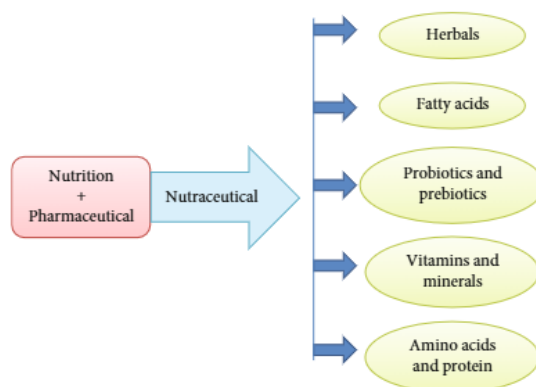 Nutrition
+
Pharmaceutical
Nutraceutical
Herbals
Fatty acids
Probiotics and
prebiotics
Vitamins and
minerals
Amino acids
and protein